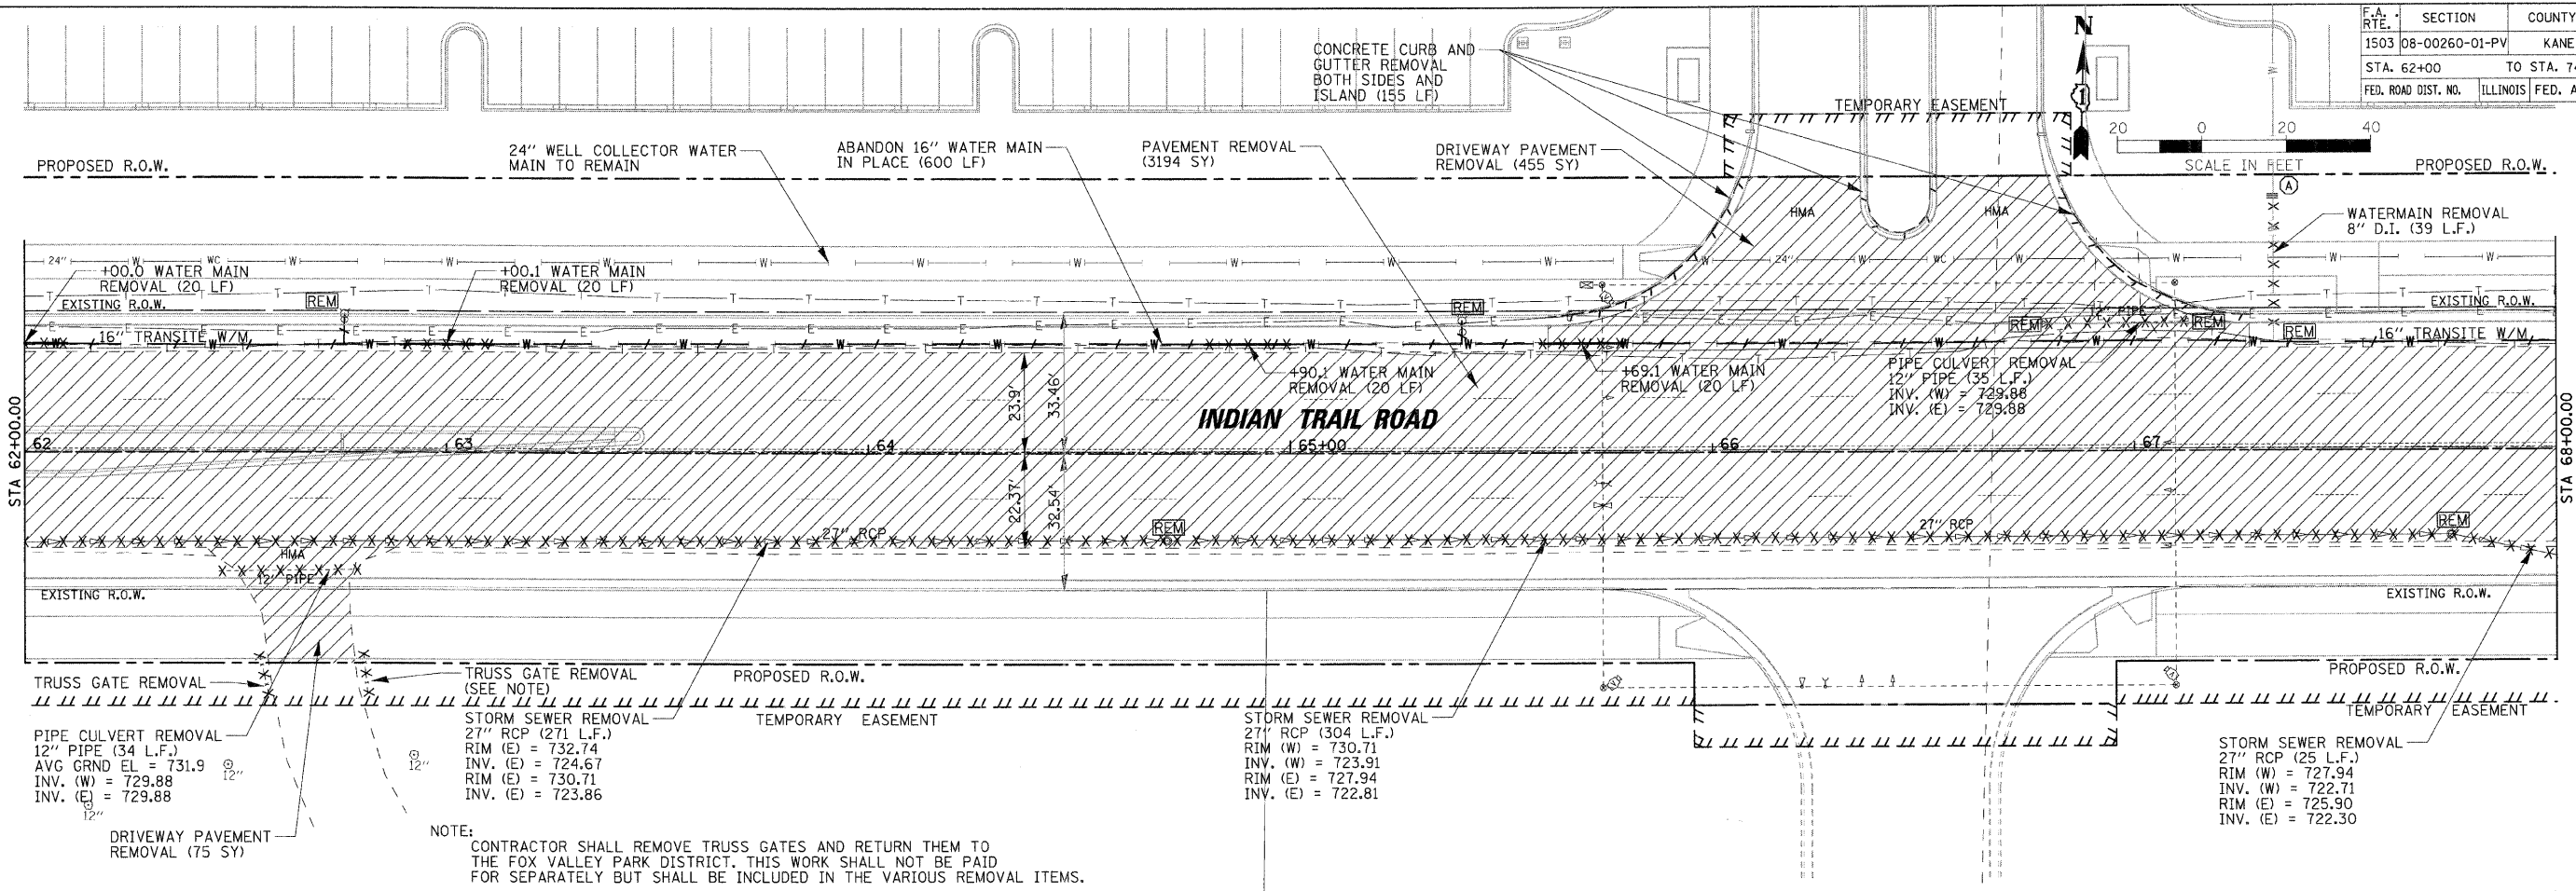 F.A. RTE.
SECTION
COUNTY
1503
08-00260-01-PV
KANE
STA. 62+00
TO STA. 74
FED. ROAD DIST. NO.
ILLINOIS
FED. A
N
20 0 20 40
SCALE IN FEET
CONCRETE CURB AND
GUTTER REMOVAL
BOTH SIDES AND
ISLAND (155 LF)
TEMPORARY EASEMENT
PROPOSED R.O.W.
24" WELL COLLECTOR WATER
MAIN TO REMAIN
ABANDON 16" WATER MAIN
IN PLACE (600 LF)
PAVEMENT REMOVAL
(3194 SY)
DRIVEWAY PAVEMENT
REMOVAL (455 SY)
PROPOSED R.O.W.
A
HMA
HMA
WATERMAIN REMOVAL
8" D.I. (39 L.F.)
24" W WC W W W W W W W W W 24" W WC W W W W
+00.0 WATER MAIN
REMOVAL (20 LF)
+00.1 WATER MAIN
REMOVAL (20 LF)
EXISTING R.O.W.
REM
REM
EXISTING R.O.W.
12" PIPE
REM
REM
REM
16" TRANSITE W/M
16" TRANSITE W/M
+90.1 WATER MAIN
REMOVAL (20 LF)
+69.1 WATER MAIN
REMOVAL (20 LF)
PIPE CULVERT REMOVAL
12" PIPE (35 L.F.)
INV. (W) = 729.88
INV. (E) = 729.88
23.9'
33.46'
INDIAN TRAIL ROAD
STA 62+00.00
62 63 64 65+00 66 67
STA 68+00.00
22.37'
32.54'
27" RCP
REM
27" RCP
REM
HMA
12" PIPE
EXISTING R.O.W.
EXISTING R.O.W.
TRUSS GATE REMOVAL
TRUSS GATE REMOVAL
(SEE NOTE)
PROPOSED R.O.W.
PROPOSED R.O.W.
TEMPORARY EASEMENT
TEMPORARY EASEMENT
PIPE CULVERT REMOVAL
12" PIPE (34 L.F.)
AVG GRND EL = 731.9
INV. (W) = 729.88
INV. (E) = 729.88
12"
12"
12"
STORM SEWER REMOVAL
27" RCP (271 L.F.)
RIM (E) = 732.74
INV. (E) = 724.67
RIM (E) = 730.71
INV. (E) = 723.86
STORM SEWER REMOVAL
27" RCP (304 L.F.)
RIM (W) = 730.71
INV. (W) = 723.91
RIM (E) = 727.94
INV. (E) = 722.81
STORM SEWER REMOVAL
27" RCP (25 L.F.)
RIM (W) = 727.94
INV. (W) = 722.71
RIM (E) = 725.90
INV. (E) = 722.30
DRIVEWAY PAVEMENT
REMOVAL (75 SY)
NOTE:
CONTRACTOR SHALL REMOVE TRUSS GATES AND RETURN THEM TO
THE FOX VALLEY PARK DISTRICT. THIS WORK SHALL NOT BE PAID
FOR SEPARATELY BUT SHALL BE INCLUDED IN THE VARIOUS REMOVAL ITEMS.